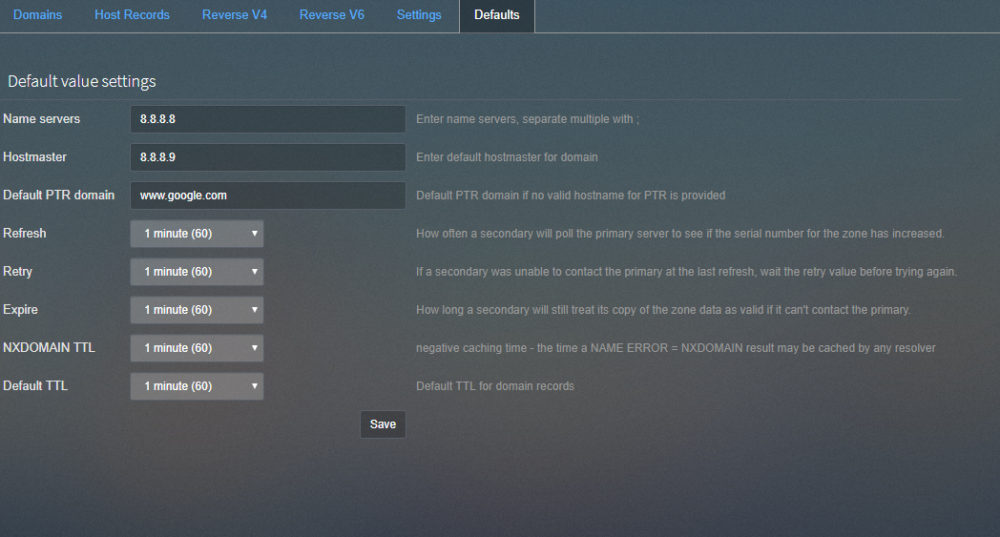 Domains Host Records Reverse V4 Reverse V6 Settings Defaults
Default value settings
Name servers 8.8.8.8 Enter name servers, separate multiple with ;
Hostmaster 8.8.8.9 Enter default hostmaster for domain
Default PTR domain www.google.com Default PTR domain if no valid hostname for PTR is provided
Refresh 1 minute (60) How often a secondary will poll the primary server to see if the serial number for the zone has increased.
Retry 1 minute (60) If a secondary was unable to contact the primary at the last refresh, wait the retry value before trying again.
Expire 1 minute (60) How long a secondary will still treat its copy of the zone data as valid if it can't contact the primary.
NXDOMAIN TTL 1 minute (60) negative caching time - the time a NAME ERROR = NXDOMAIN result may be cached by any resolver
Default TTL 1 minute (60) Default TTL for domain records
Save